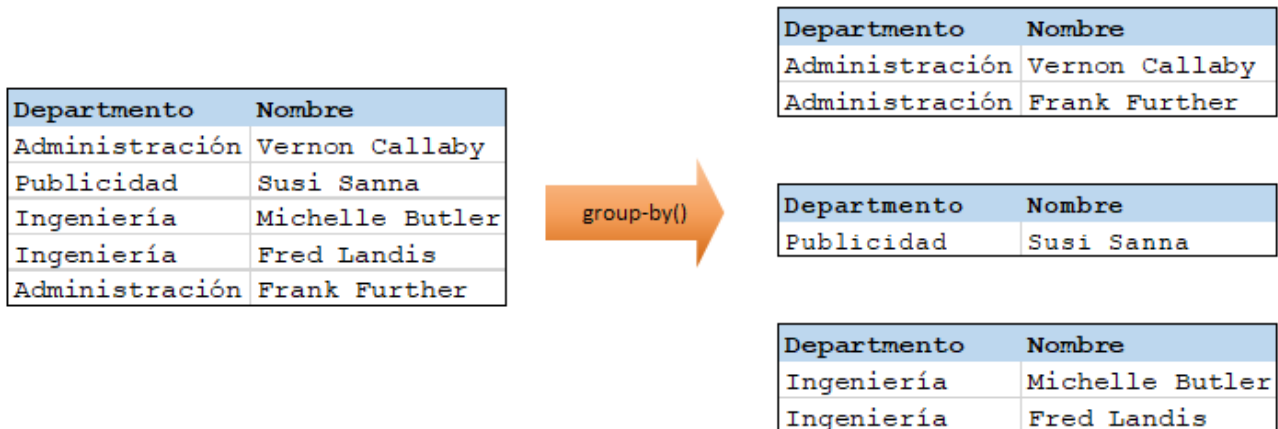 Departmento Nombre
Administración Vernon Callaby
Publicidad Susi Sanna
Ingeniería Michelle Butler
Ingeniería Fred Landis
Administración Frank Further
group-by()
Departmento Nombre
Administración Vernon Callaby
Administración Frank Further
Departmento Nombre
Publicidad Susi Sanna
Departmento Nombre
Ingeniería Michelle Butler
Ingeniería Fred Landis